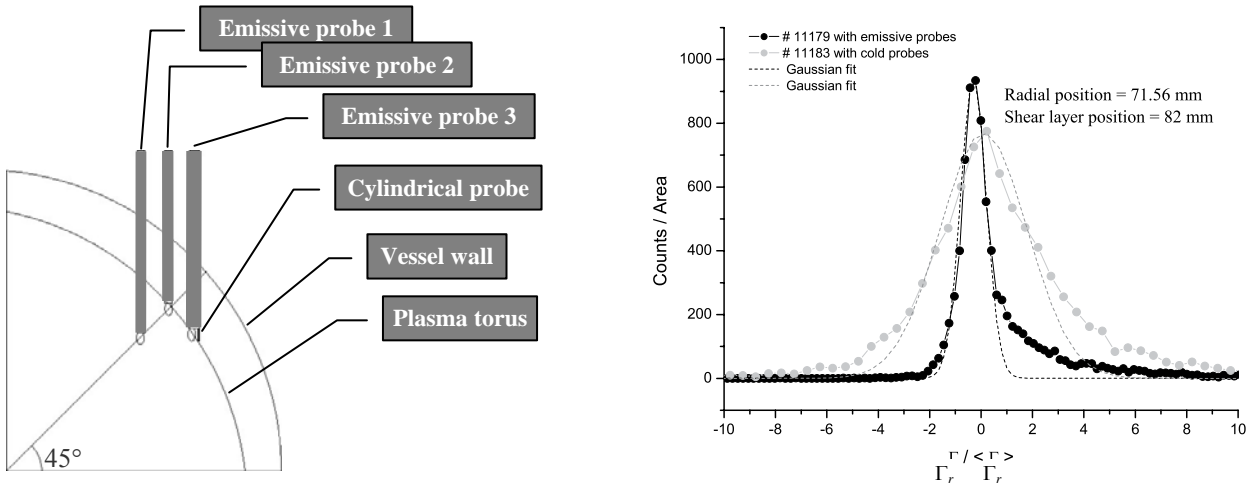 Emissive probe 1
Emissive probe 2
Emissive probe 3
Cylindrical probe
Vessel wall
Plasma torus
45°
# 11179 with emissive probes
# 11183 with cold probes
Gaussian fit
Gaussian fit
Radial position = 71.56 mm
Shear layer position = 82 mm
Counts / Area
1000
800
600
400
200
0
-10 -8 -6 -4 -2 0 2 4 6 8 10
Γ / < Γ >
Γr Γr